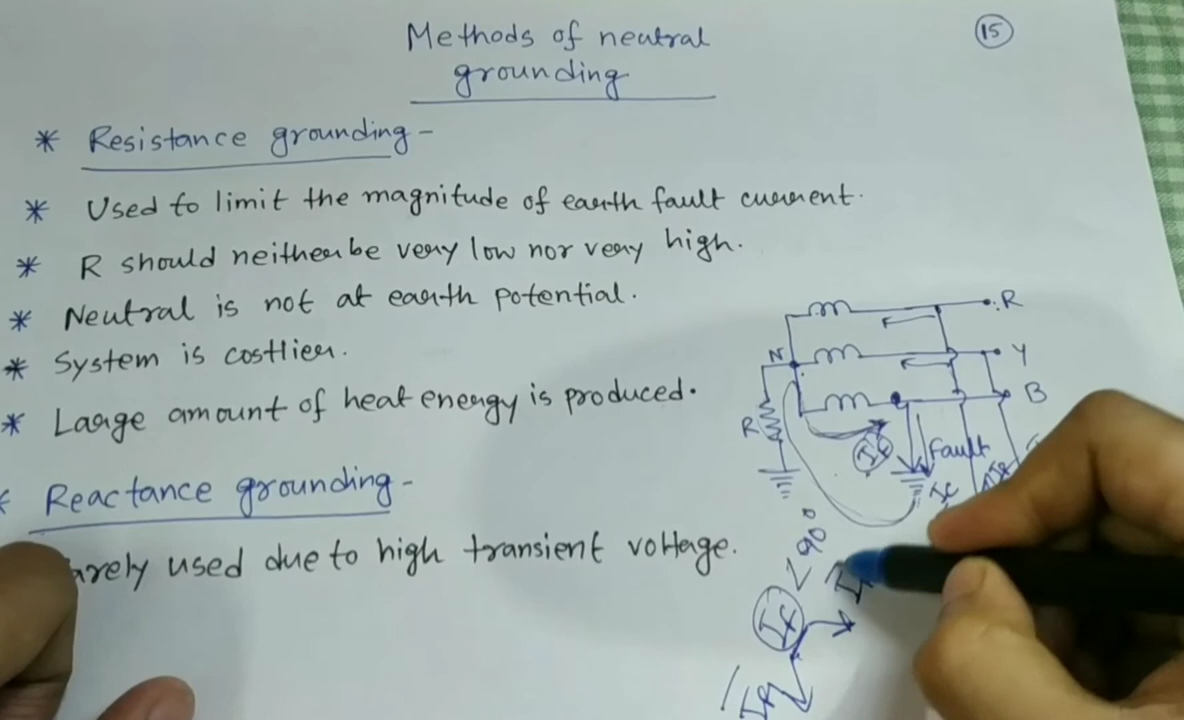 Methods of neutral
grounding
15
* Resistance grounding -
* Used to limit the magnitude of earth fault current.
* R should neither be very low nor very high.
* Neutral is not at earth potential.
* System is costlier.
* Large amount of heat energy is produced.
Reactance grounding -
used due to high transient voltage.
R
N
Y
B
R
If
Fault
90°
If